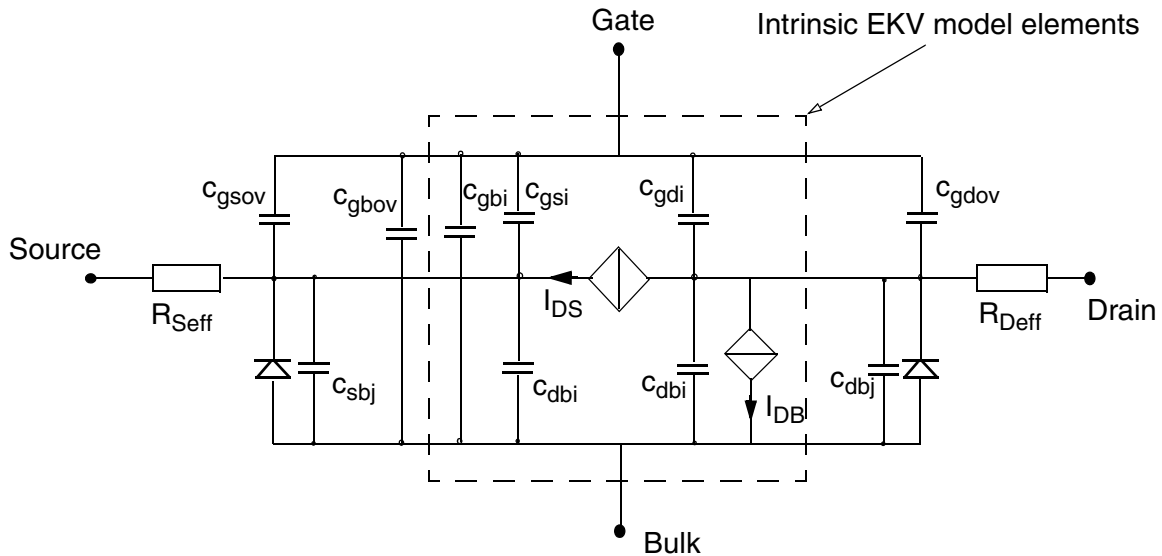 Gate
Intrinsic EKV model elements
cgsov
cgbov
cgbi
cgsi
cgdi
cgdov
Source
RSeff
IDS
RDeff
Drain
csbj
cdbi
cdbi
IDB
cdbj
Bulk